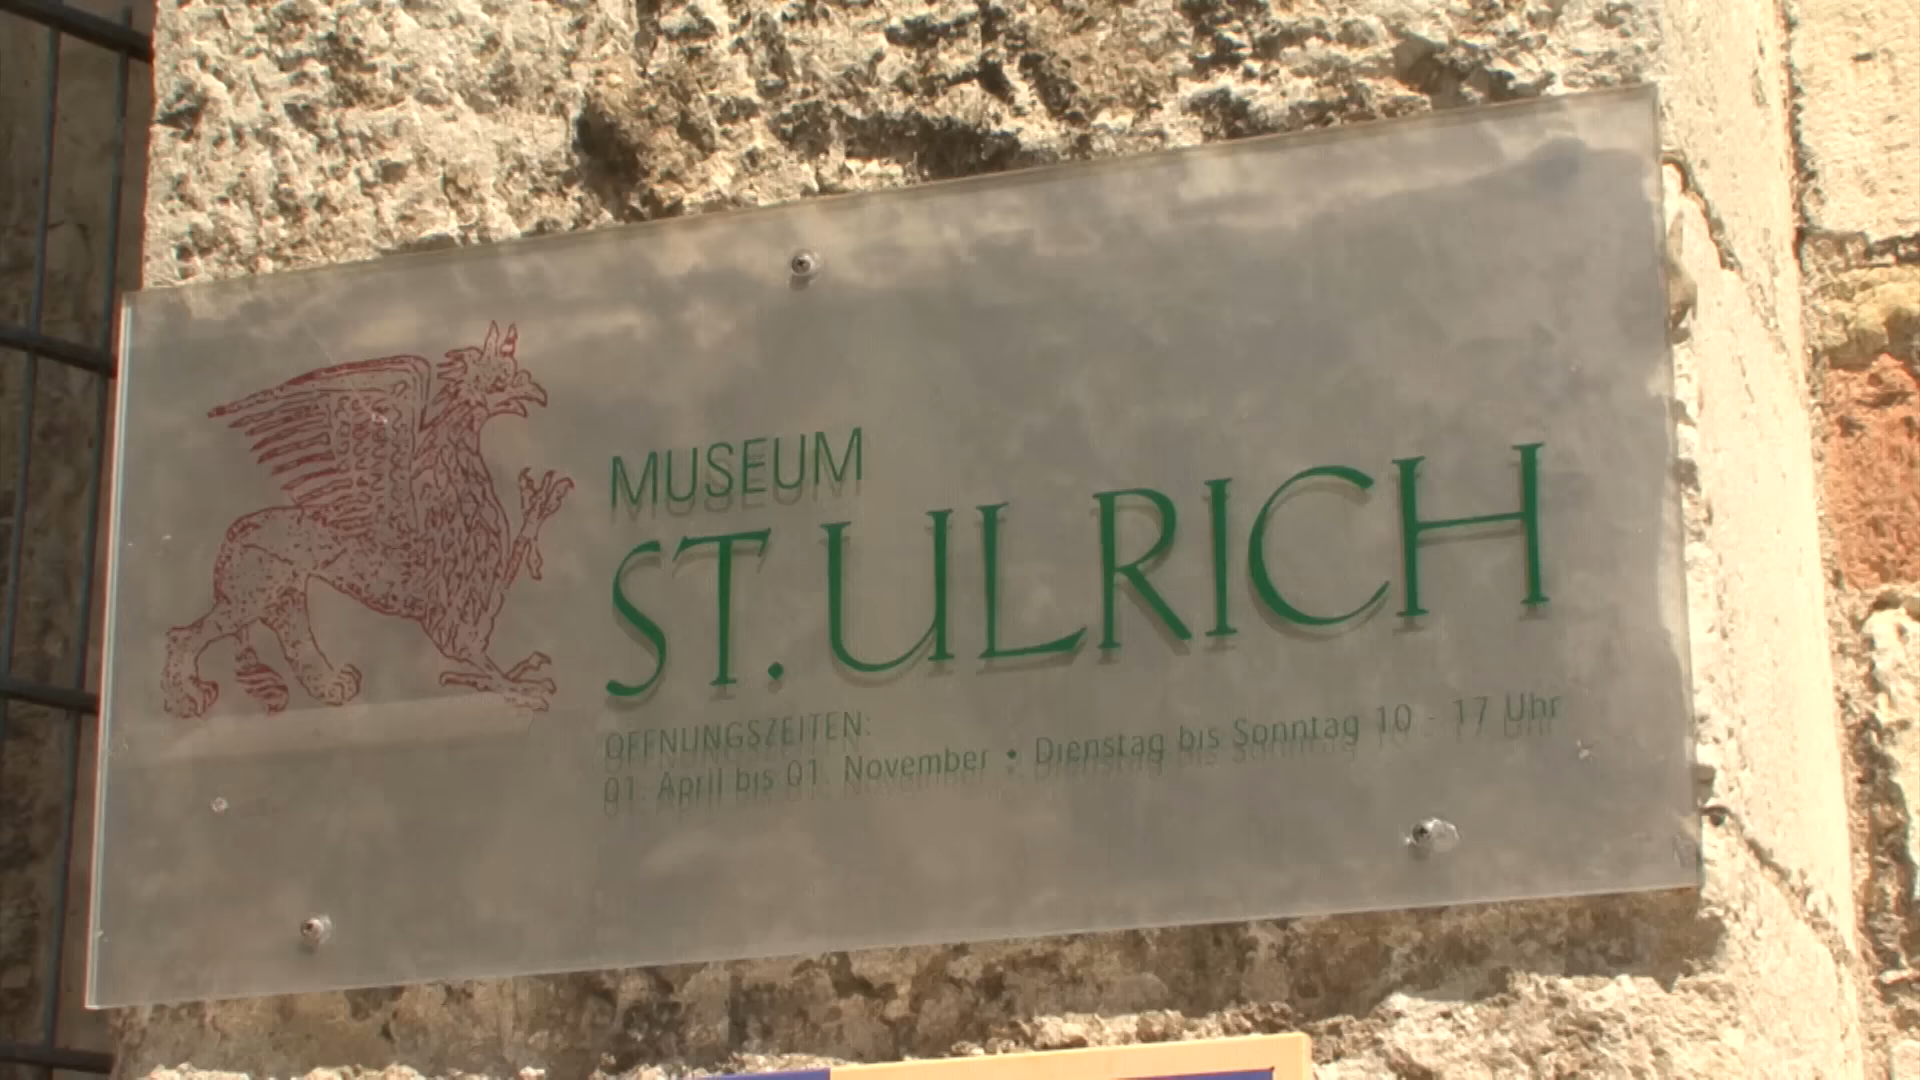 MUSEUM
ST. ULRICH
ÖFFNUNGSZEITEN:
01. April bis 01. November • Dienstag bis Sonntag 10 - 17 Uhr